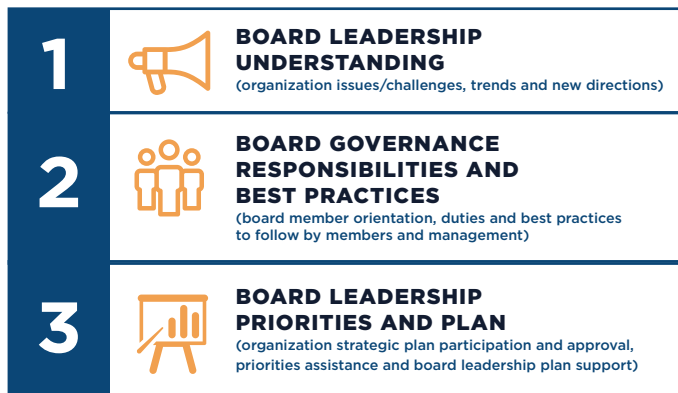 1
BOARD LEADERSHIP
UNDERSTANDING
(organization issues/challenges, trends and new directions)
2
BOARD GOVERNANCE
RESPONSIBILITIES AND
BEST PRACTICES
(board member orientation, duties and best practices
to follow by members and management)
3
BOARD LEADERSHIP
PRIORITIES AND PLAN
(organization strategic plan participation and approval,
priorities assistance and board leadership plan support)